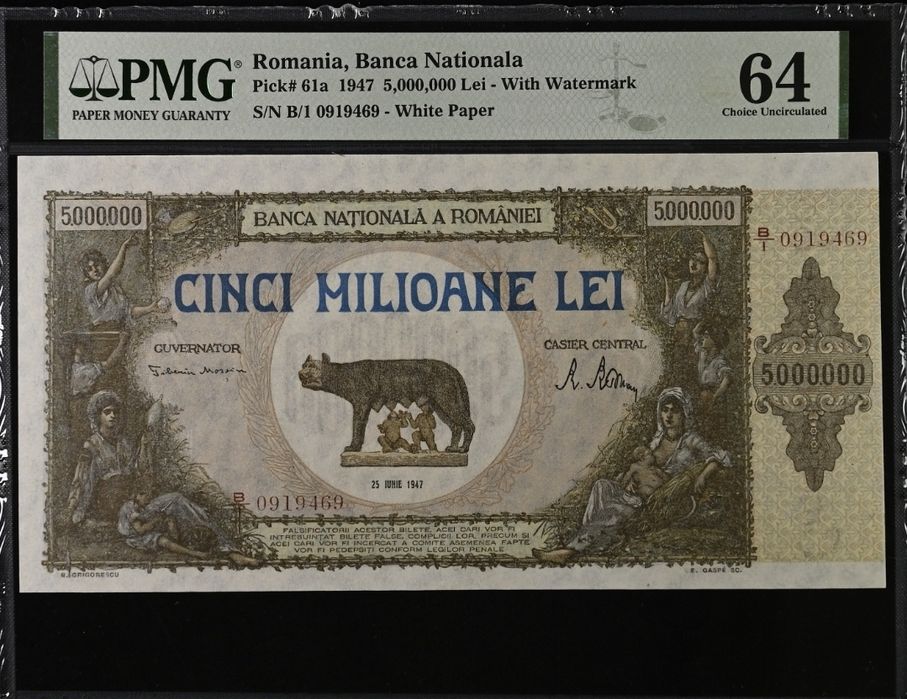 PMG®
PAPER MONEY GUARANTY
Romania, Banca Nationala
Pick# 61a 1947 5,000,000 Lei - With Watermark
S/N B/1 0919469 - White Paper
64
Choice Uncirculated
5.000.000
BANCA NAȚIONALĂ A ROMÂNIEI
5.000.000
B/1 0919469
CINCI MILIOANE LEI
GUVERNATOR
CASIER CENTRAL
5.000.000
25 IUNIE 1947
B/1 0919469
FALSIFICATORII ACESTOR BILETE, ACEI CARI VOR FI
INTREBUINȚAT BILETE FALSE, COMPLICII LOR, PRECUM SI
ACEI CARI VOR FI INCERCAT A COMITE ASEMENEA FAPTE
VOR FI PEDEPSIȚI CONFORM LEGILOR PENALE
E. GASPÉ SC.